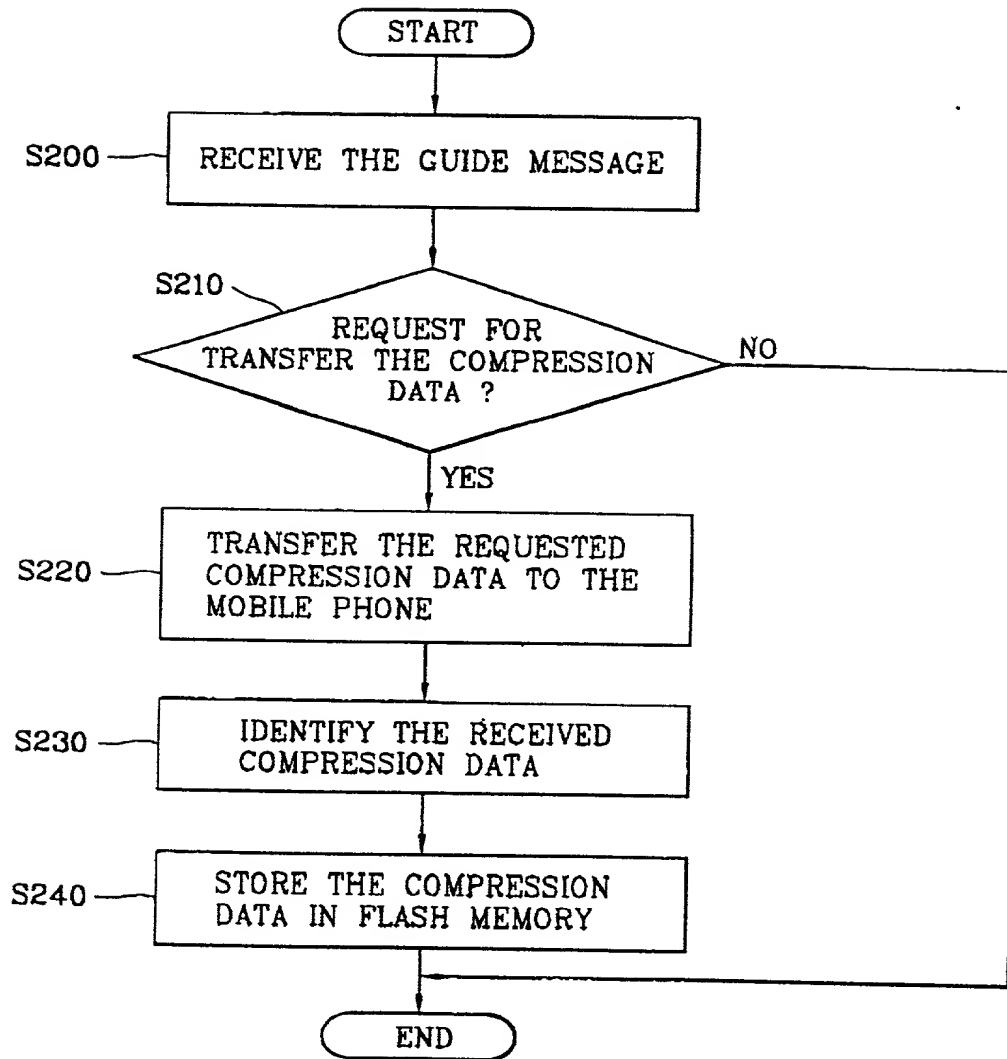 START
S200
RECEIVE THE GUIDE MESSAGE
S210
REQUEST FOR
TRANSFER THE COMPRESSION
DATA ?
NO
YES
S220
TRANSFER THE REQUESTED
COMPRESSION DATA TO THE
MOBILE PHONE
S230
IDENTIFY THE RECEIVED
COMPRESSION DATA
S240
STORE THE COMPRESSION
DATA IN FLASH MEMORY
END